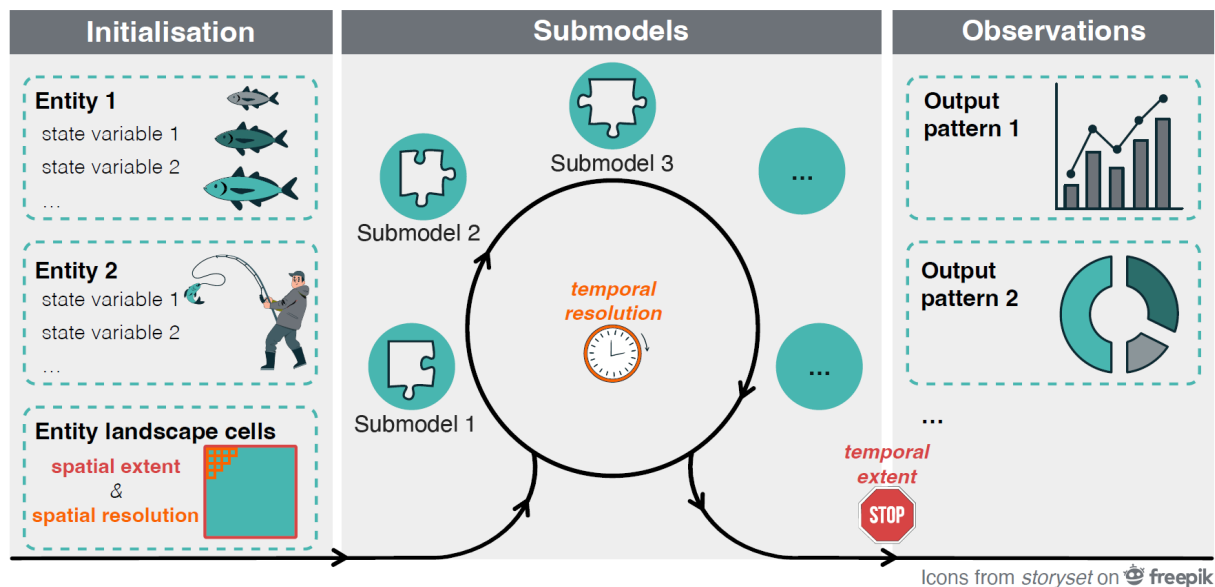 Initialisation
Entity 1
state variable 1
state variable 2
...
Entity 2
state variable 1
state variable 2
...
Entity landscape cells
spatial extent
&
spatial resolution
Submodels
Submodel 3
...
Submodel 2
temporal
resolution
Submodel 1
...
temporal
extent
STOP
Observations
Output
pattern 1
Output
pattern 2
...
Icons from storyset on freepik